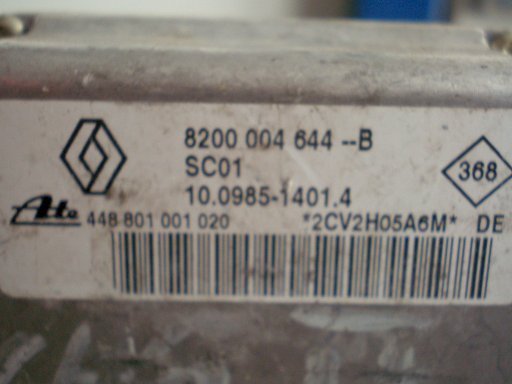 8200 004 644 --B
SC01
368
10.0985-1401.4
Ate 448 801 001 020 *2CV2H05A6M* DE